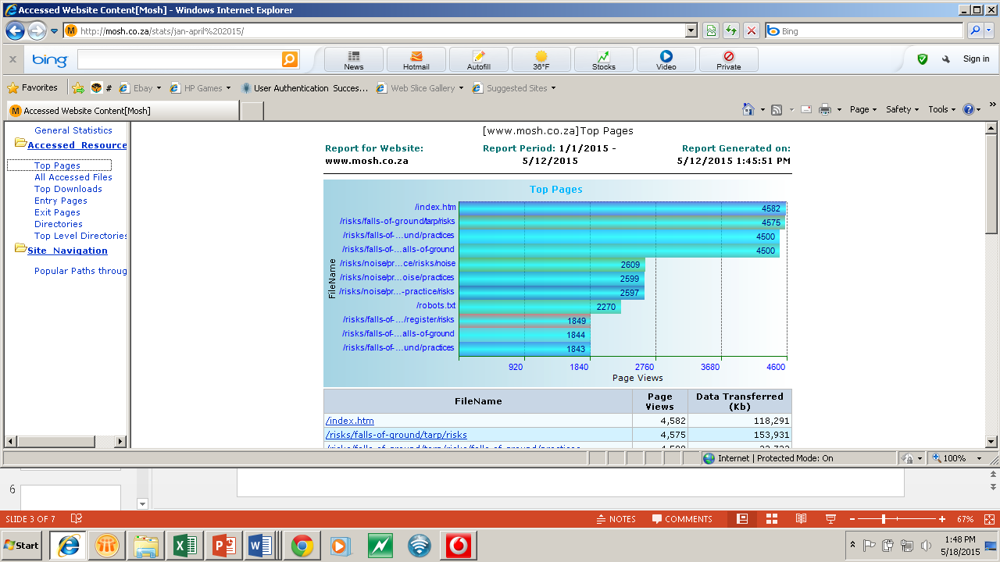 Accessed Website Content[Mosh] - Windows Internet Explorer
http://mosh.co.za/stats/jan-april%202015/
Bing
bing
News Hotmail Autofill 36°F Stocks Video Private
Sign in
Favorites # Ebay HP Games User Authentication Succes... Web Slice Gallery Suggested Sites
Accessed Website Content[Mosh]
Page Safety Tools
General Statistics
Accessed Resource
Top Pages
All Accessed Files
Top Downloads
Entry Pages
Exit Pages
Directories
Top Level Directories
Site Navigation
Popular Paths throug
[www.mosh.co.za]Top Pages
Report for Website: www.mosh.co.za
Report Period: 1/1/2015 - 5/12/2015
Report Generated on: 5/12/2015 1:45:51 PM
Top Pages
FileName
/index.htm 4582
/risks/falls-of-ground/tarp/risks 4575
/risks/falls-of- ...und/practices 4500
/risks/falls-of- ...alls-of-ground 4500
/risks/noise/pr...ce/risks/noise 2609
/risks/noise/pr...oise/practices 2599
/risks/noise/pr...-practice/risks 2597
/robots.txt 2270
/risks/falls-of- .../register/risks 1849
/risks/falls-of- ...alls-of-ground 1844
/risks/falls-of- ...und/practices 1843
920 1840 2760 3680 4600
Page Views
FileName Page Views Data Transferred (Kb)
/index.htm 4,582 118,291
/risks/falls-of-ground/tarp/risks 4,575 153,931
Internet | Protected Mode: On
100%
6
SLIDE 3 OF 7
NOTES COMMENTS 67%
Start
1:48 PM
5/18/2015